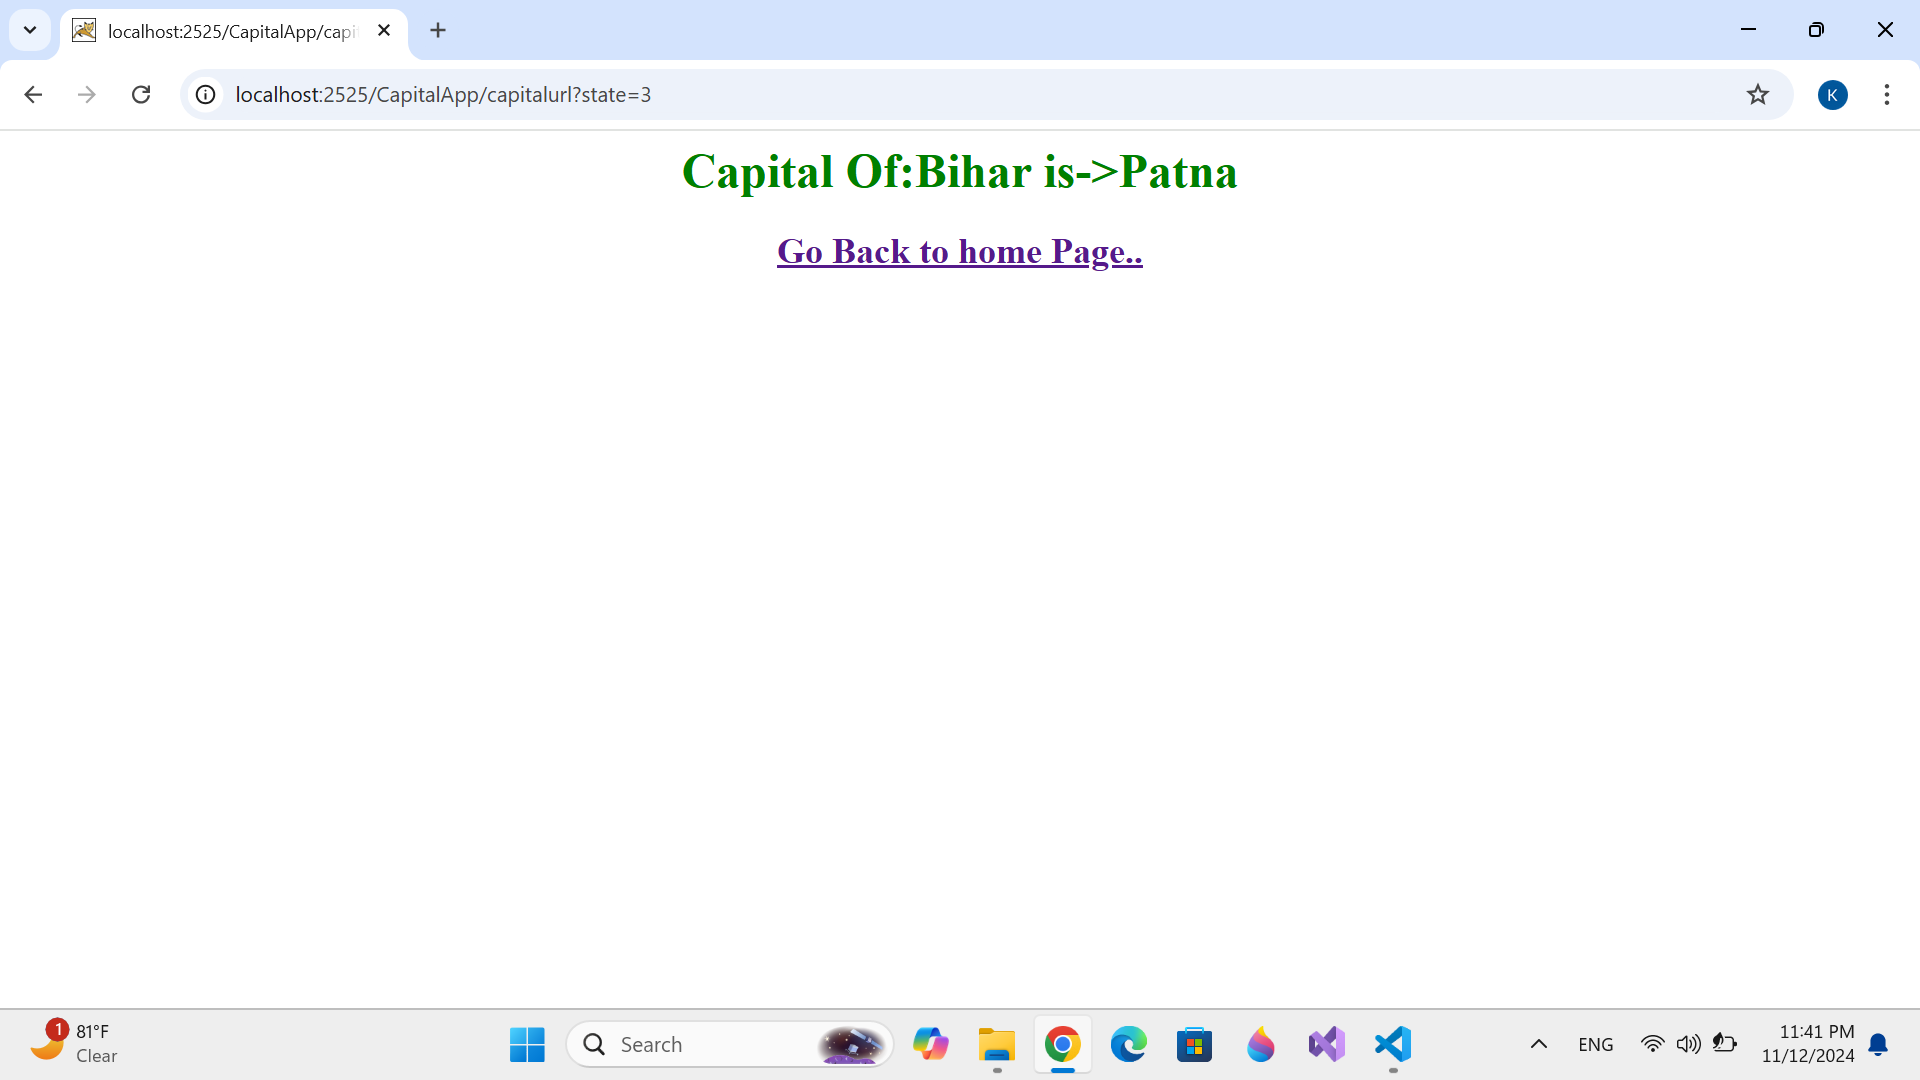 localhost:2525/CapitalApp/capi
localhost:2525/CapitalApp/capitalurl?state=3
K
Capital Of:Bihar is->Patna
Go Back to home Page..
1
81°F
Clear
Search
ENG
11:41 PM
11/12/2024